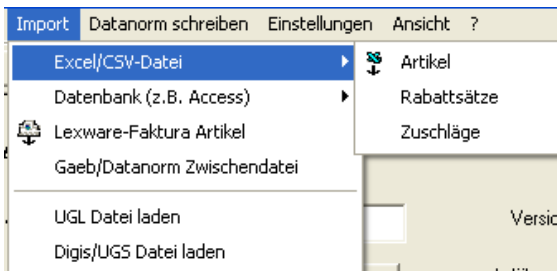 Import Datanorm schreiben Einstellungen Ansicht ?
Excel/CSV-Datei
Datenbank (z.B. Access)
Lexware-Faktura Artikel
Gaeb/Datanorm Zwischendatei
UGL Datei laden
Digis/UGS Datei laden
Artikel
Rabattsätze
Zuschläge